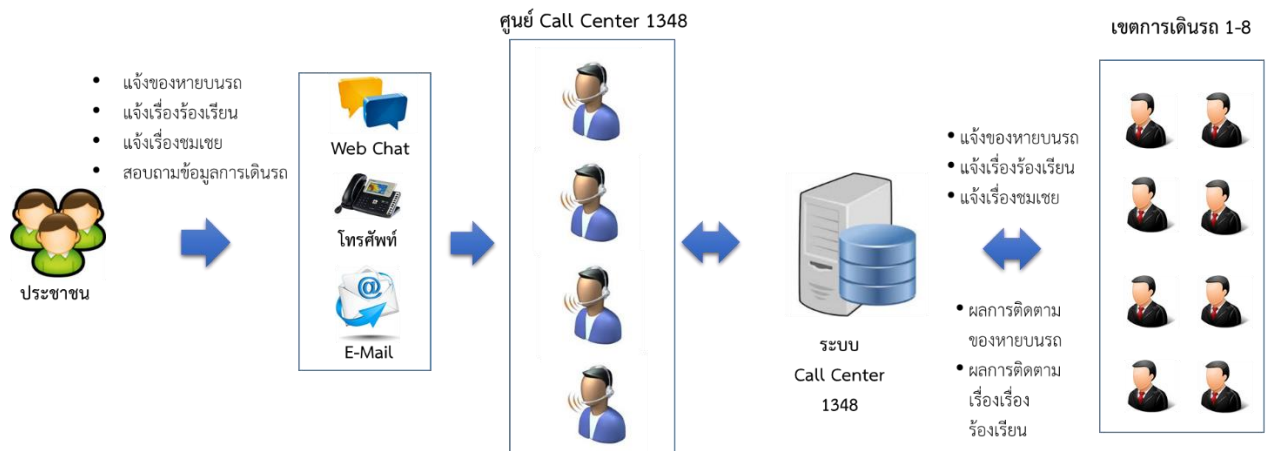 ศูนย์ Call Center 1348
เขตการเดินรถ 1-8
• แจ้งของหายบนรถ
• แจ้งเรื่องร้องเรียน
• แจ้งเรื่องชมเชย
• สอบถามข้อมูลการเดินรถ
ประชาชน
Web Chat
โทรศัพท์
E-Mail
ระบบ
Call Center
1348
• แจ้งของหายบนรถ
• แจ้งเรื่องร้องเรียน
• แจ้งเรื่องชมเชย
• ผลการติดตาม
ของหายบนรถ
• ผลการติดตาม
เรื่องเรื่อง
ร้องเรียน